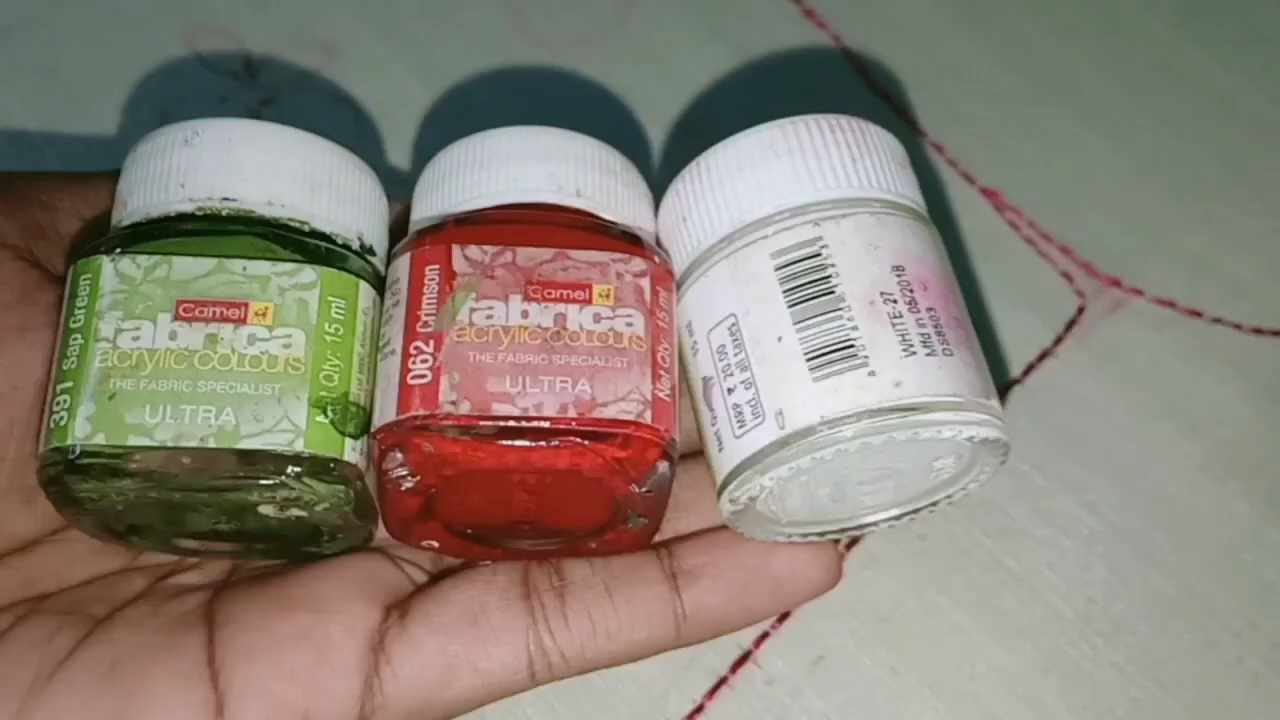 391 Sap Green
Camel
fabrica
acrylic colours
THE FABRIC SPECIALIST
ULTRA
Net Qty: 15 ml
062 Crimson
Camel
fabrica
acrylic colours
THE FABRIC SPECIALIST
ULTRA
Net Qty: 15 ml
MRP ₹ 20.00
incl. of all taxes
WHITE-27
Mfd in 05/2018